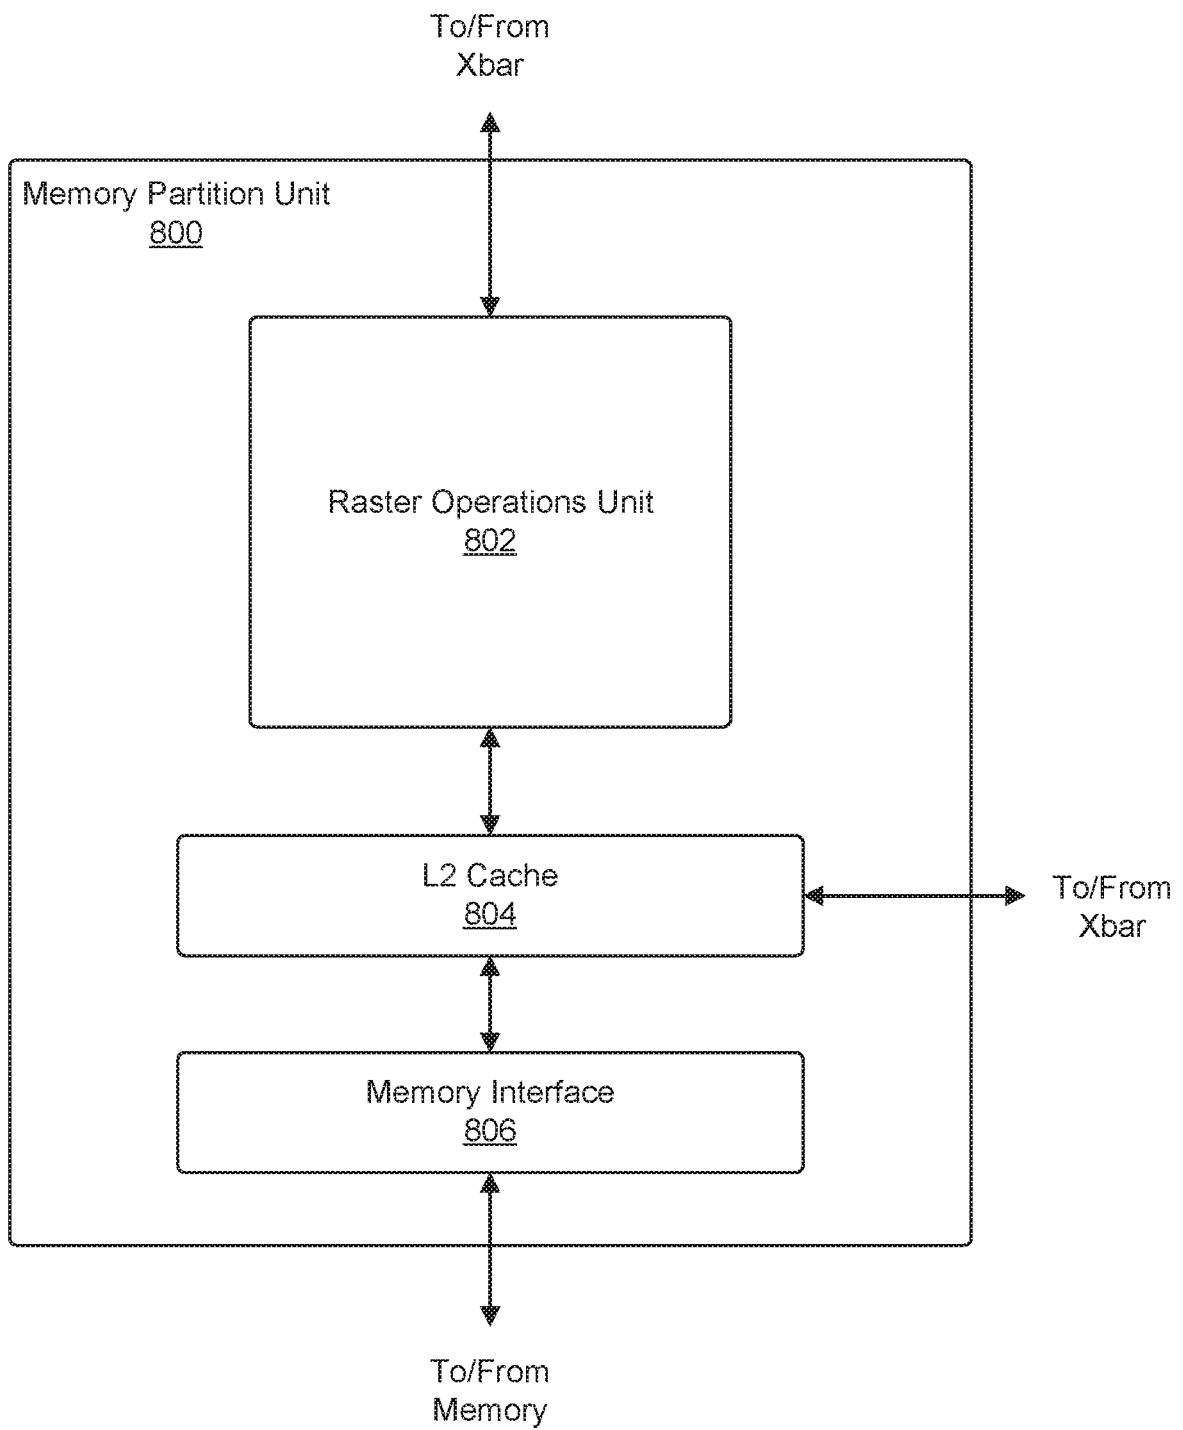 To/From
Xbar
Memory Partition Unit
800
Raster Operations Unit
802
L2 Cache
804
To/From
Xbar
Memory Interface
806
To/From
Memory